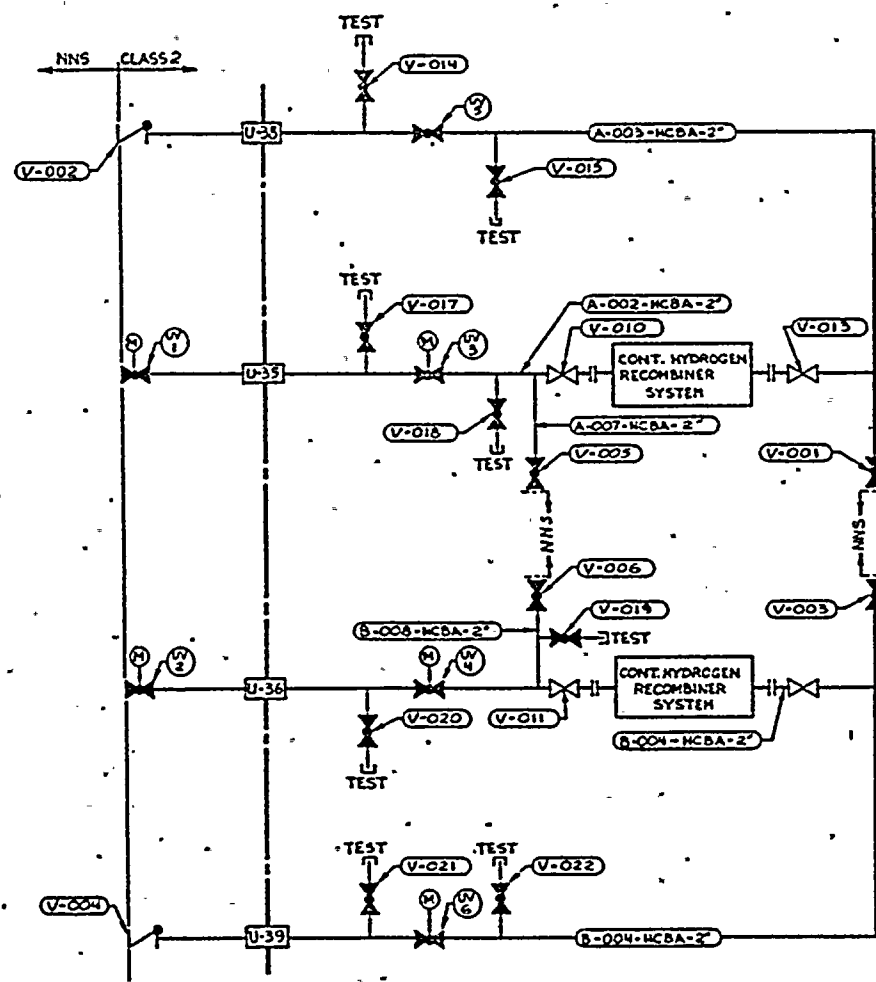 TEST
NNS CLASS 2
V-014
V-002
U-38
A-003-HCBA-2"
V-015
TEST
TEST
V-017
A-002-HCBA-2"
V-010
V-013
M
1
U-35
M
CONT. HYDROGEN
RECOMBINER
SYSTEM
V-018
A-007-HCBA-2"
TEST
V-005
V-001
NNS
NNS
V-006
V-019
V-003
B-008-HCBA-2"
TEST
M
2
U-36
M
4
CONT. HYDROGEN
RECOMBINER
SYSTEM
V-020
V-011
B-004-HCBA-2"
TEST
TEST
TEST
V-021
V-022
V-004
M
6
U-39
B-004-HCBA-2"